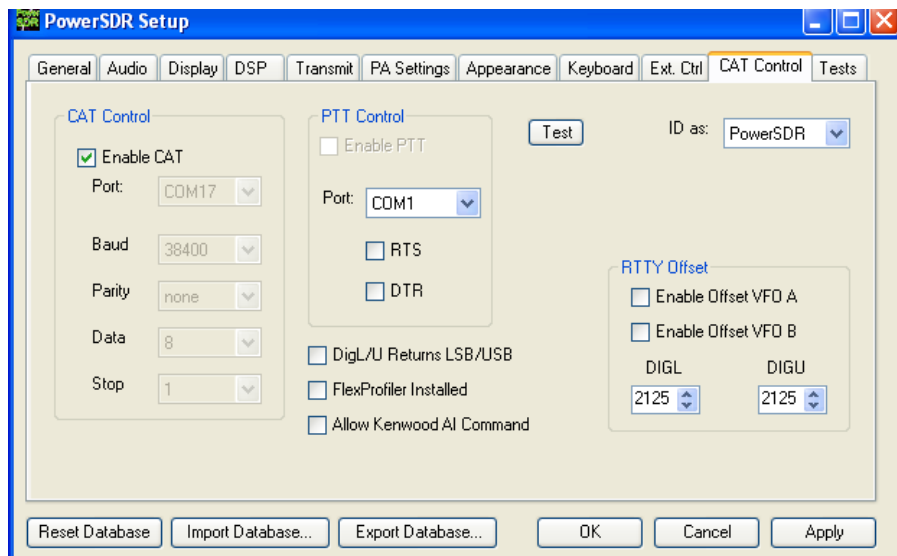 PowerSDR Setup
General Audio Display DSP Transmit PA Settings Appearance Keyboard Ext. Ctrl CAT Control Tests
CAT Control
Enable CAT
Port: COM17
Baud 38400
Parity none
Data 8
Stop 1
PTT Control
Enable PTT
Port: COM1
RTS
DTR
DigL/U Returns LSB/USB
FlexProfiler Installed
Allow Kenwood AI Command
Test
ID as: PowerSDR
RTTY Offset
Enable Offset VFO A
Enable Offset VFO B
DIGL DIGU
2125 2125
Reset Database Import Database... Export Database... OK Cancel Apply